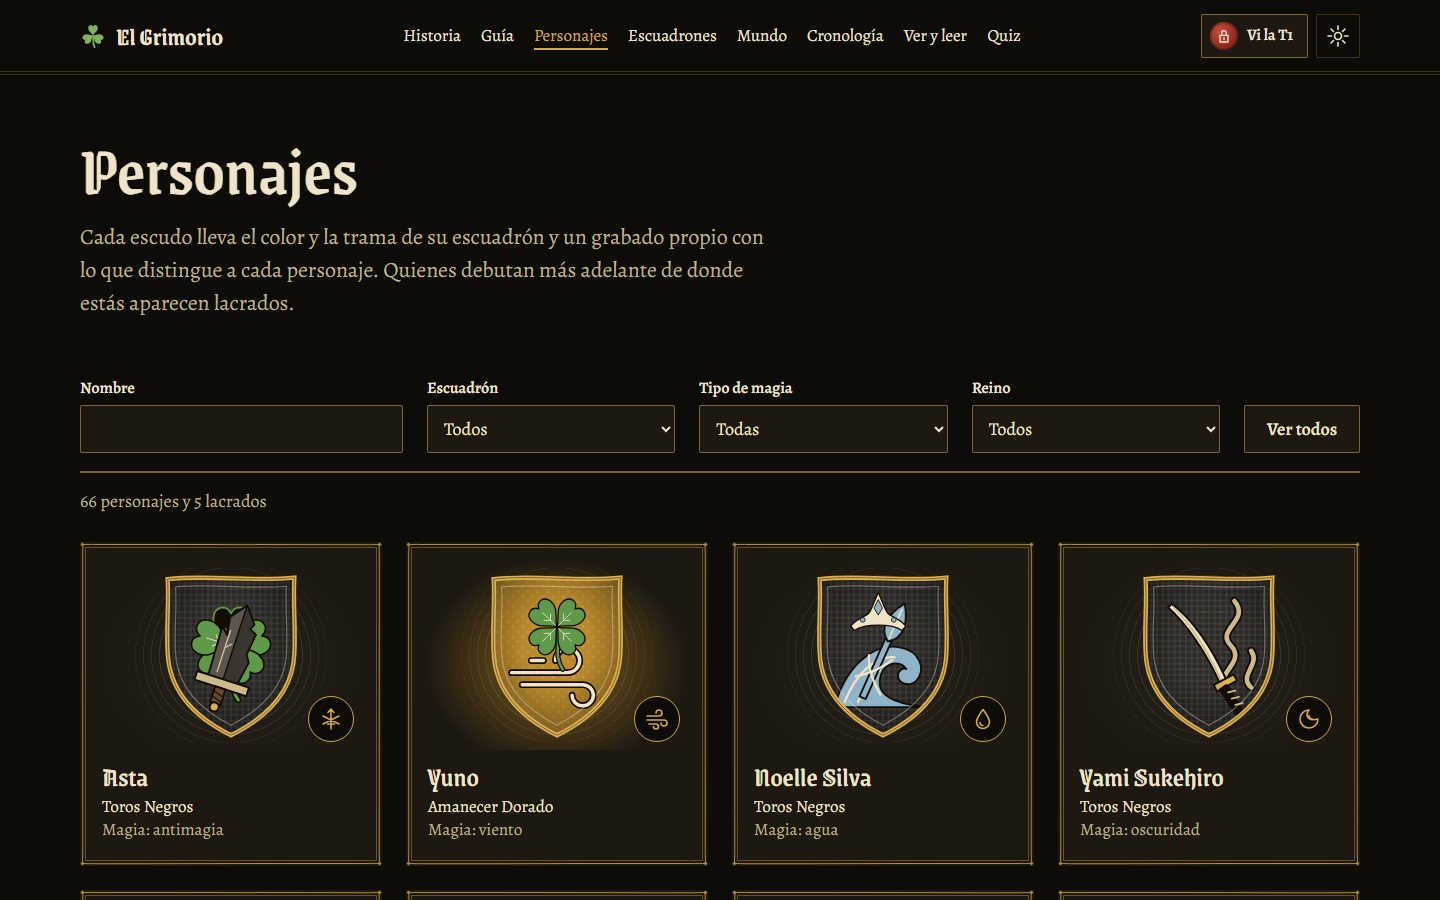 El Grimorio
Historia
Guía
Personajes
Escuadrones
Mundo
Cronología
Ver y leer
Quiz
Vi la T1
Personajes
Cada escudo lleva el color y la trama de su escuadrón y un grabado propio con
lo que distingue a cada personaje. Quienes debutan más adelante de donde
estás aparecen lacrados.
Nombre
Escuadrón
Tipo de magia
Reino
Todos
Todas
Todos
Ver todos
66 personajes y 5 lacrados
Asta
Toros Negros
Magia: antimagia
Yuno
Amanecer Dorado
Magia: viento
Noelle Silva
Toros Negros
Magia: agua
Yami Sukehiro
Toros Negros
Magia: oscuridad